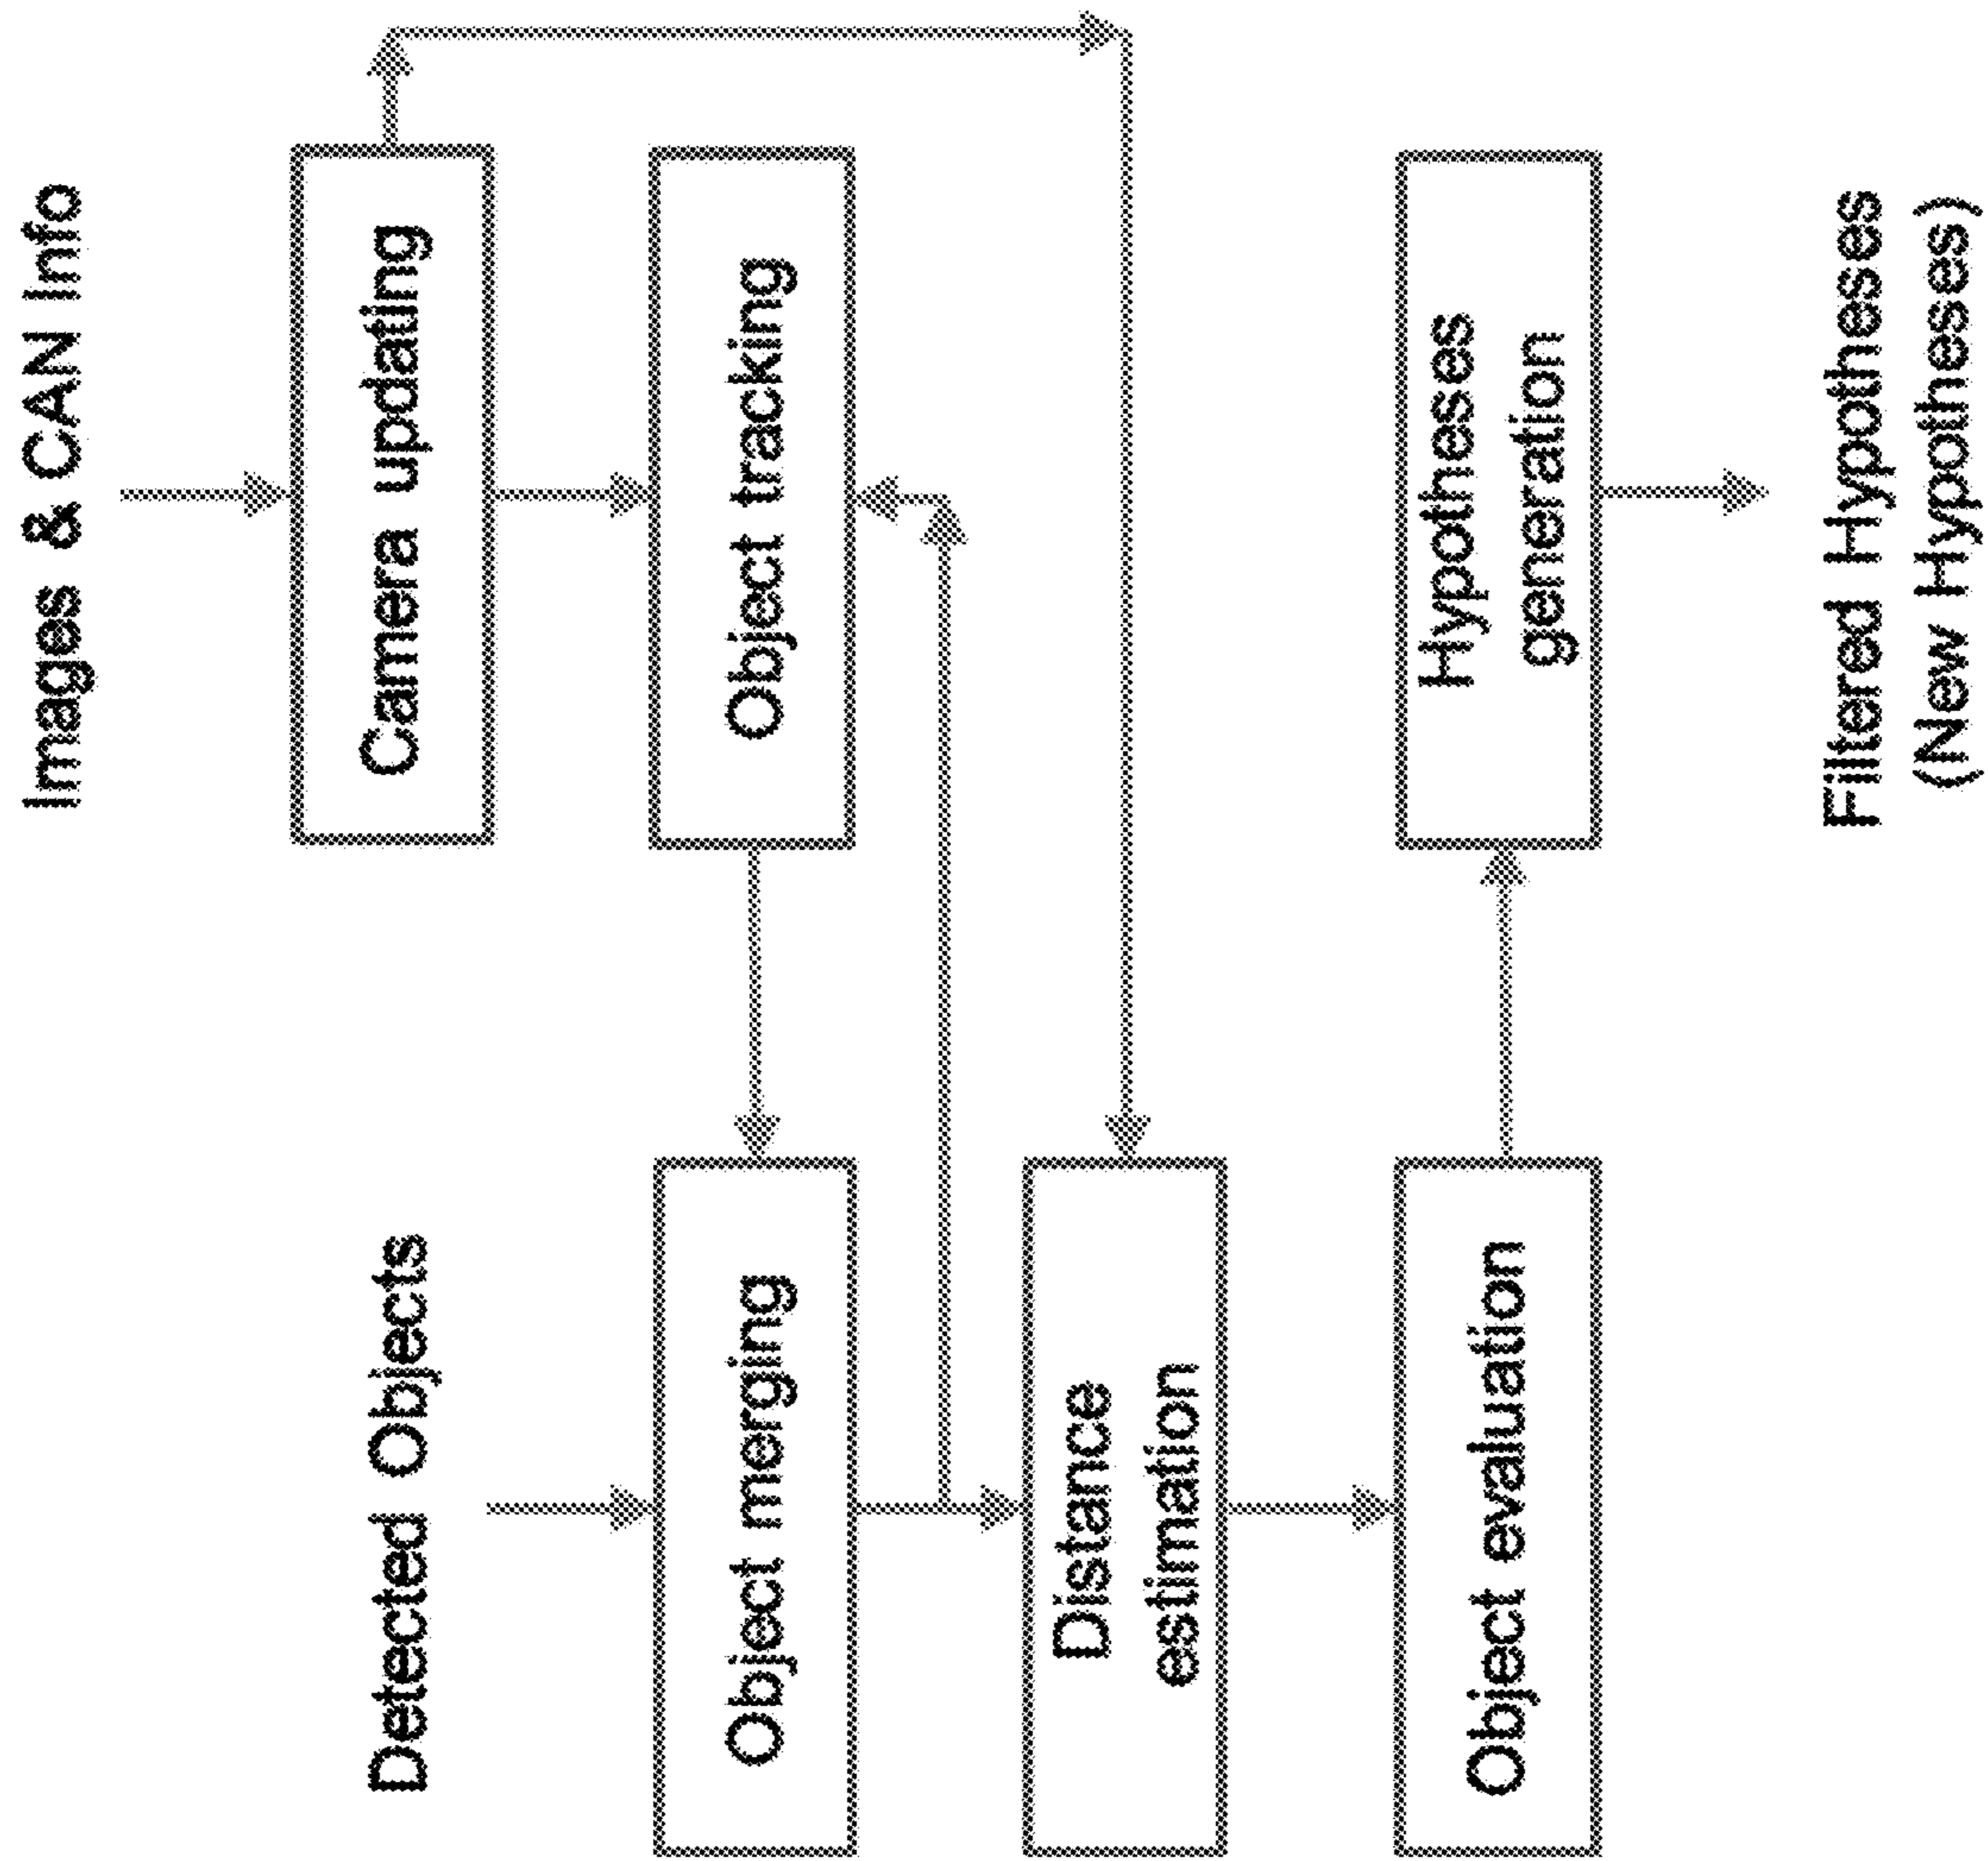 Images & CAN Info
Detected Objects
Camera updating
Object merging
Object tracking
Distance
estimation
Object evaluation
Hypotheses
generation
Filtered Hypotheses
(New Hypotheses)